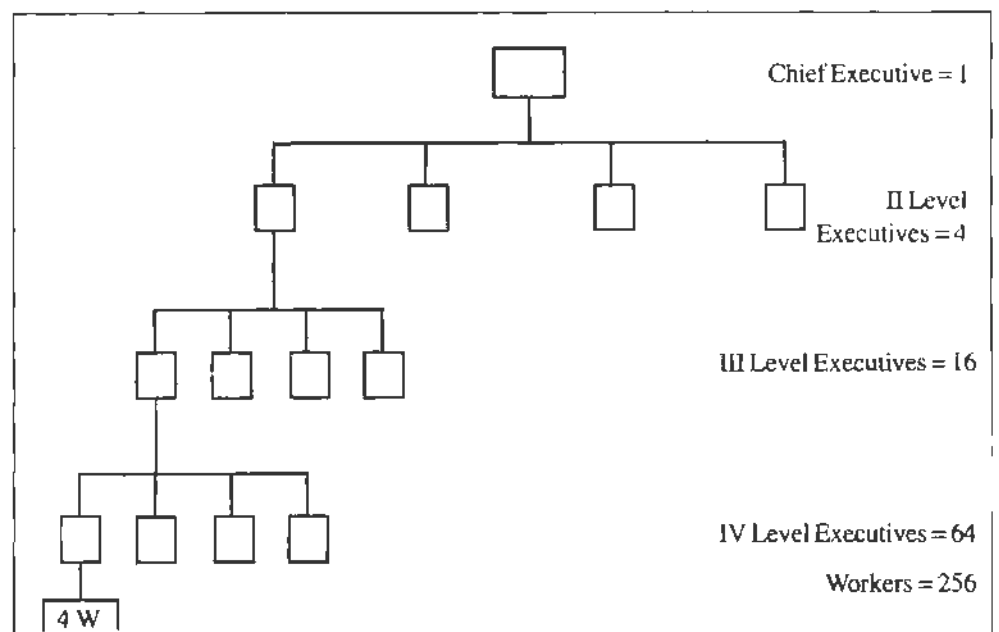 Chief Executive = 1
II Level
Executives = 4
III Level Executives = 16
IV Level Executives = 64
Workers = 256
4 W